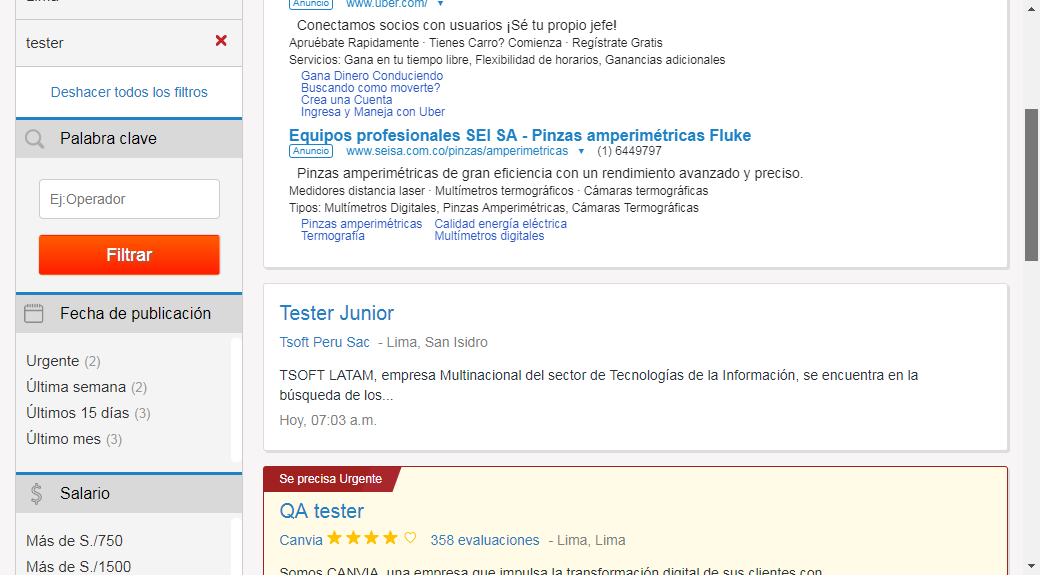 Lima
tester
Deshacer todos los filtros
Palabra clave
Ej:Operador
Filtrar
Fecha de publicación
Urgente (2)
Última semana (2)
Últimos 15 días (3)
Último mes (3)
Salario
Más de S./750
Más de S./1500
Anuncio www.uber.com/
Conectamos socios con usuarios ¡Sé tu propio jefe!
Apruébate Rapidamente · Tienes Carro? Comienza · Regístrate Gratis
Servicios: Gana en tu tiempo libre, Flexibilidad de horarios, Ganancias adicionales
Gana Dinero Conduciendo
Buscando como moverte?
Crea una Cuenta
Ingresa y Maneja con Uber
Equipos profesionales SEI SA - Pinzas amperimétricas Fluke
Anuncio www.seisa.com.co/pinzas/amperimetricas (1) 6449797
Pinzas amperimétricas de gran eficiencia con un rendimiento avanzado y preciso.
Medidores distancia laser · Multímetros termográficos · Cámaras termográficas
Tipos: Multímetros Digitales, Pinzas Amperimétricas, Cámaras Termográficas
Pinzas amperimétricas Calidad energía eléctrica
Termografía Multímetros digitales
Tester Junior
Tsoft Peru Sac - Lima, San Isidro
TSOFT LATAM, empresa Multinacional del sector de Tecnologías de la Información, se encuentra en la
búsqueda de los...
Hoy, 07:03 a.m.
Se precisa Urgente
QA tester
Canvia 358 evaluaciones - Lima, Lima
Somos CANVIA, una empresa que impulsa la transformación digital de sus clientes con